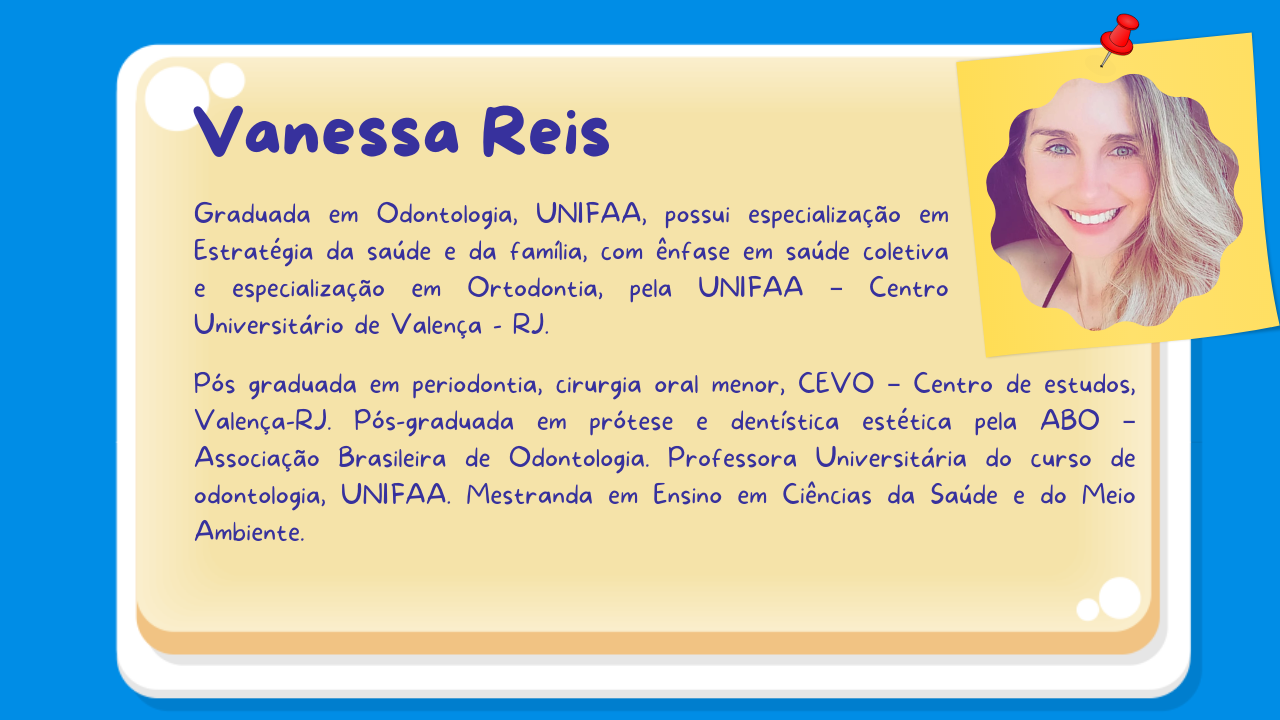 Vanessa Reis
Graduada em Odontologia, UNIFAA, possui especialização em
Estratégia da saúde e da família, com ênfase em saúde coletiva
e especialização em Ortodontia, pela UNIFAA – Centro
Universitário de Valença - RJ.
Pós graduada em periodontia, cirurgia oral menor, CEVO – Centro de estudos,
Valença-RJ. Pós-graduada em prótese e dentística estética pela ABO –
Associação Brasileira de Odontologia. Professora Universitária do curso de
odontologia, UNIFAA. Mestranda em Ensino em Ciências da Saúde e do Meio
Ambiente.